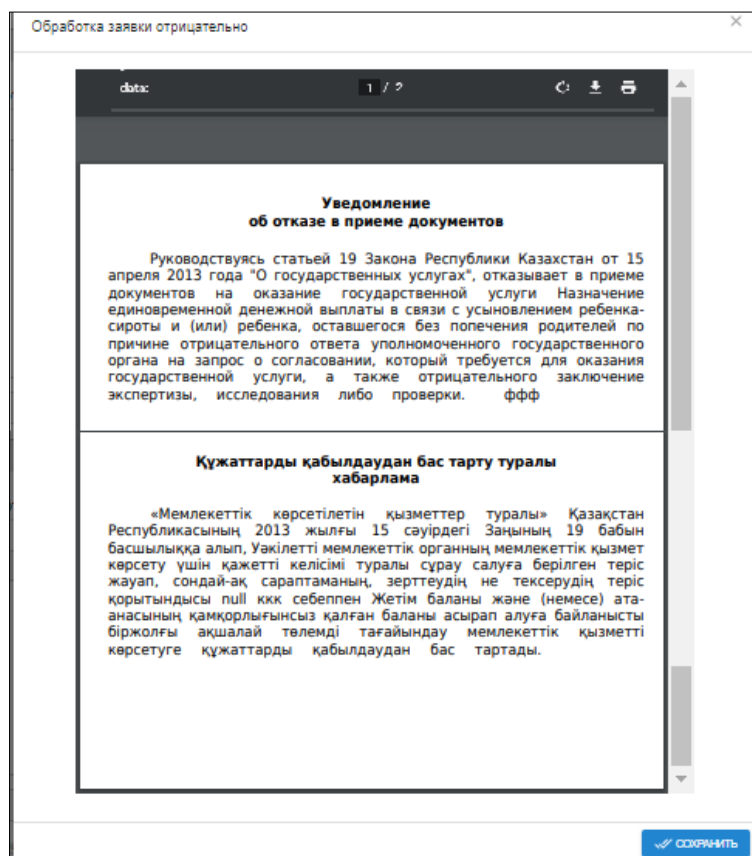 Обработка заявки отрицательно
data:
1 / 2
Уведомление
об отказе в приеме документов
Руководствуясь статьей 19 Закона Республики Казахстан от 15
апреля 2013 года "О государственных услугах", отказывает в приеме
документов на оказание государственной услуги Назначение
единовременной денежной выплаты в связи с усыновлением ребенка-
сироты и (или) ребенка, оставшегося без попечения родителей по
причине отрицательного ответа уполномоченного государственного
органа на запрос о согласовании, который требуется для оказания
государственной услуги, а также отрицательного заключение
экспертизы, исследования либо проверки. ффф
Құжаттарды қабылдаудан бас тарту туралы
хабарлама
«Мемлекеттік көрсетілетін қызметтер туралы» Қазақстан
Республикасының 2013 жылғы 15 сәуірдегі Заңының 19 бабын
басшылыққа алып, Уәкілетті мемлекеттік органның мемлекеттік қызмет
көрсету үшін қажетті келісімі туралы сұрау салуға берілген теріс
жауап, сондай-ақ сараптаманың, зерттеудің не тексерудің теріс
қорытындысы null ккк себеппен Жетім баланы және (немесе) ата-
анасының қамқорлығынсыз қалған баланы асырап алуға байланысты
біржолғы ақшалай төлемді тағайындау мемлекеттік қызметті
көрсетуге құжаттарды қабылдаудан бас тартады.
СОХРАНИТЬ